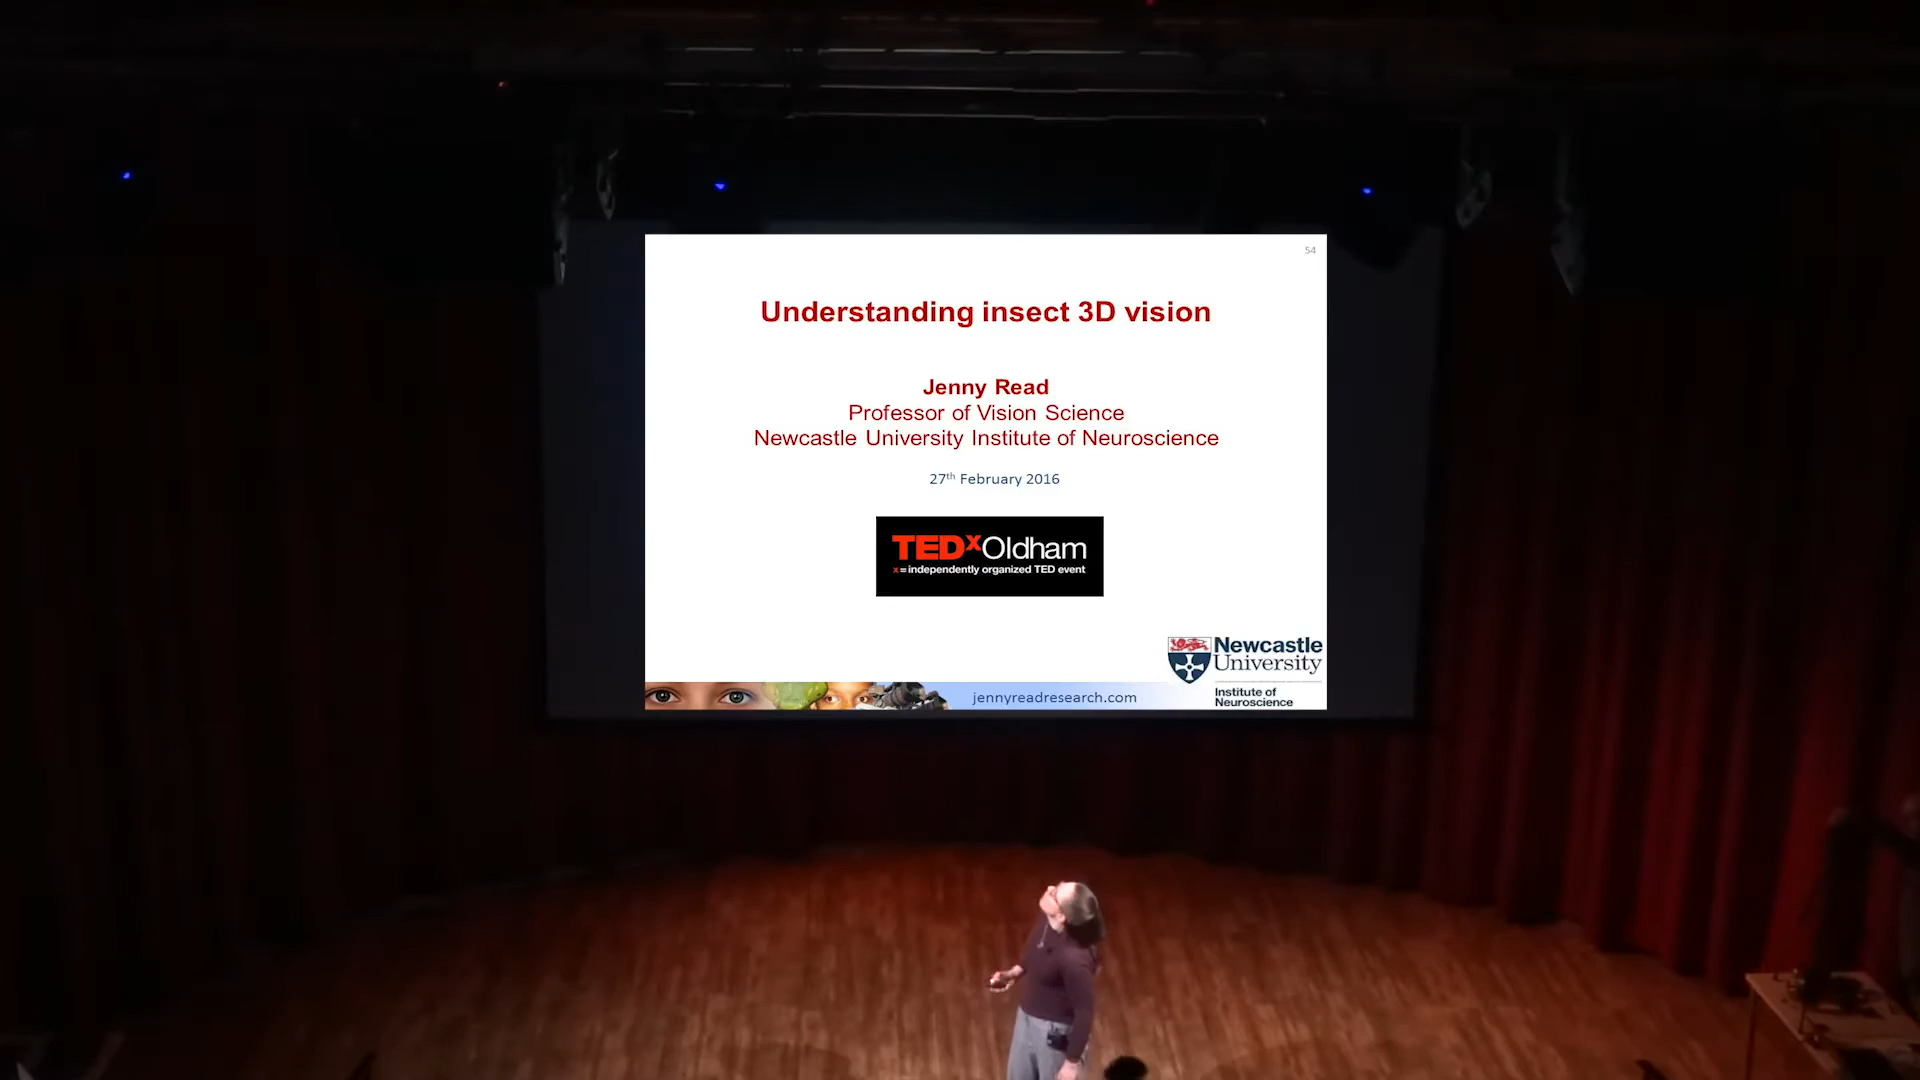 54
Understanding insect 3D vision
Jenny Read
Professor of Vision Science
Newcastle University Institute of Neuroscience
27th February 2016
TEDxOldham
x = independently organized TED event
Newcastle
University
Institute of
Neuroscience
jennyreadresearch.com